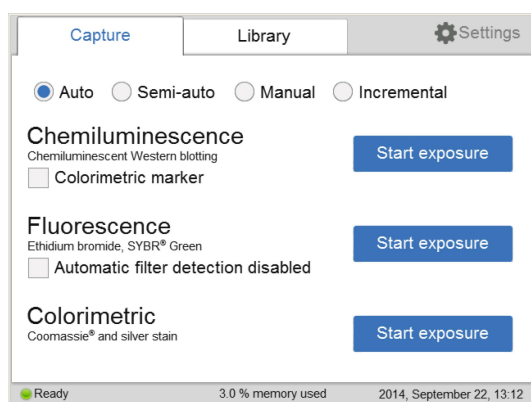 Capture
Library
Settings
Auto
Semi-auto
Manual
Incremental
Chemiluminescence
Chemiluminescent Western blotting
Start exposure
Colorimetric marker
Fluorescence
Ethidium bromide, SYBR® Green
Start exposure
Automatic filter detection disabled
Colorimetric
Coomassie® and silver stain
Start exposure
Ready
3.0 % memory used
2014, September 22, 13:12